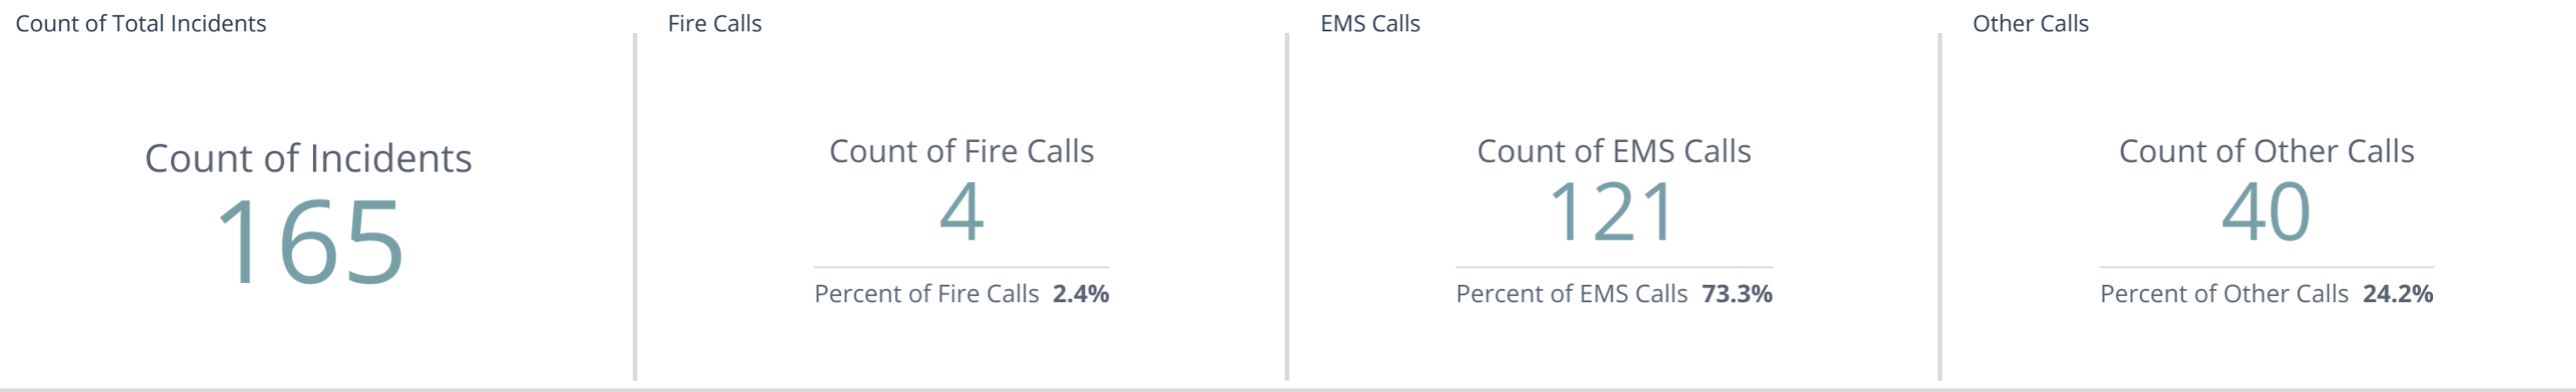 Count of Total Incidents
Count of Incidents
165
Fire Calls
Count of Fire Calls
4
Percent of Fire Calls 2.4%
EMS Calls
Count of EMS Calls
121
Percent of EMS Calls 73.3%
Other Calls
Count of Other Calls
40
Percent of Other Calls 24.2%